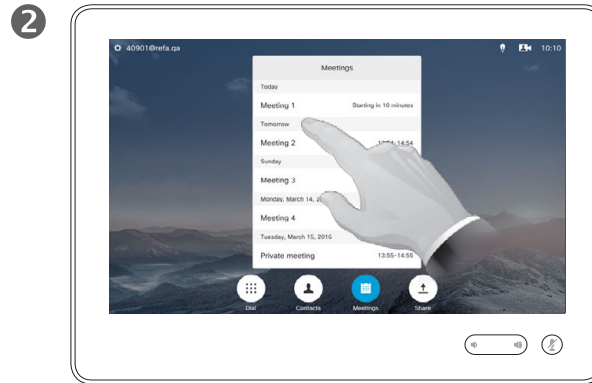 2
40901@refa.qa 10:10
Meetings
Today
Meeting 1 Starting in 10 minutes
Tomorrow
Meeting 2 14:54
Sunday
Meeting 3
Monday, March 14,
Meeting 4
Tuesday, March 15, 2016
Private meeting 13:55-14:55
Dial Contacts Meetings Share